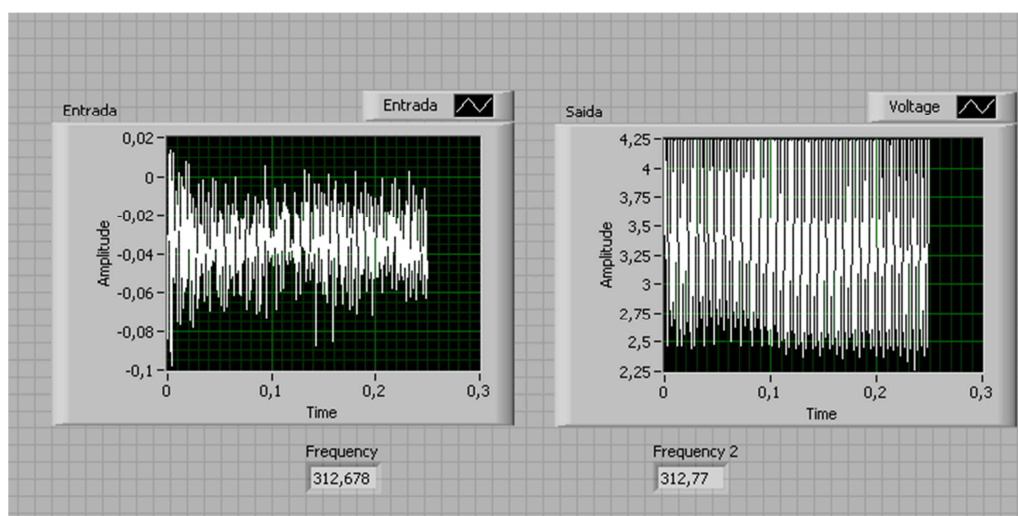 Entrada
Entrada
0,02
0
-0,02
-0,04
-0,06
-0,08
-0,1
Amplitude
0 0,1 0,2 0,3
Time
Frequency
312,678
Saida
Voltage
4,25
4
3,75
3,5
3,25
3
2,75
2,5
2,25
Amplitude
0 0,1 0,2 0,3
Time
Frequency 2
312,77